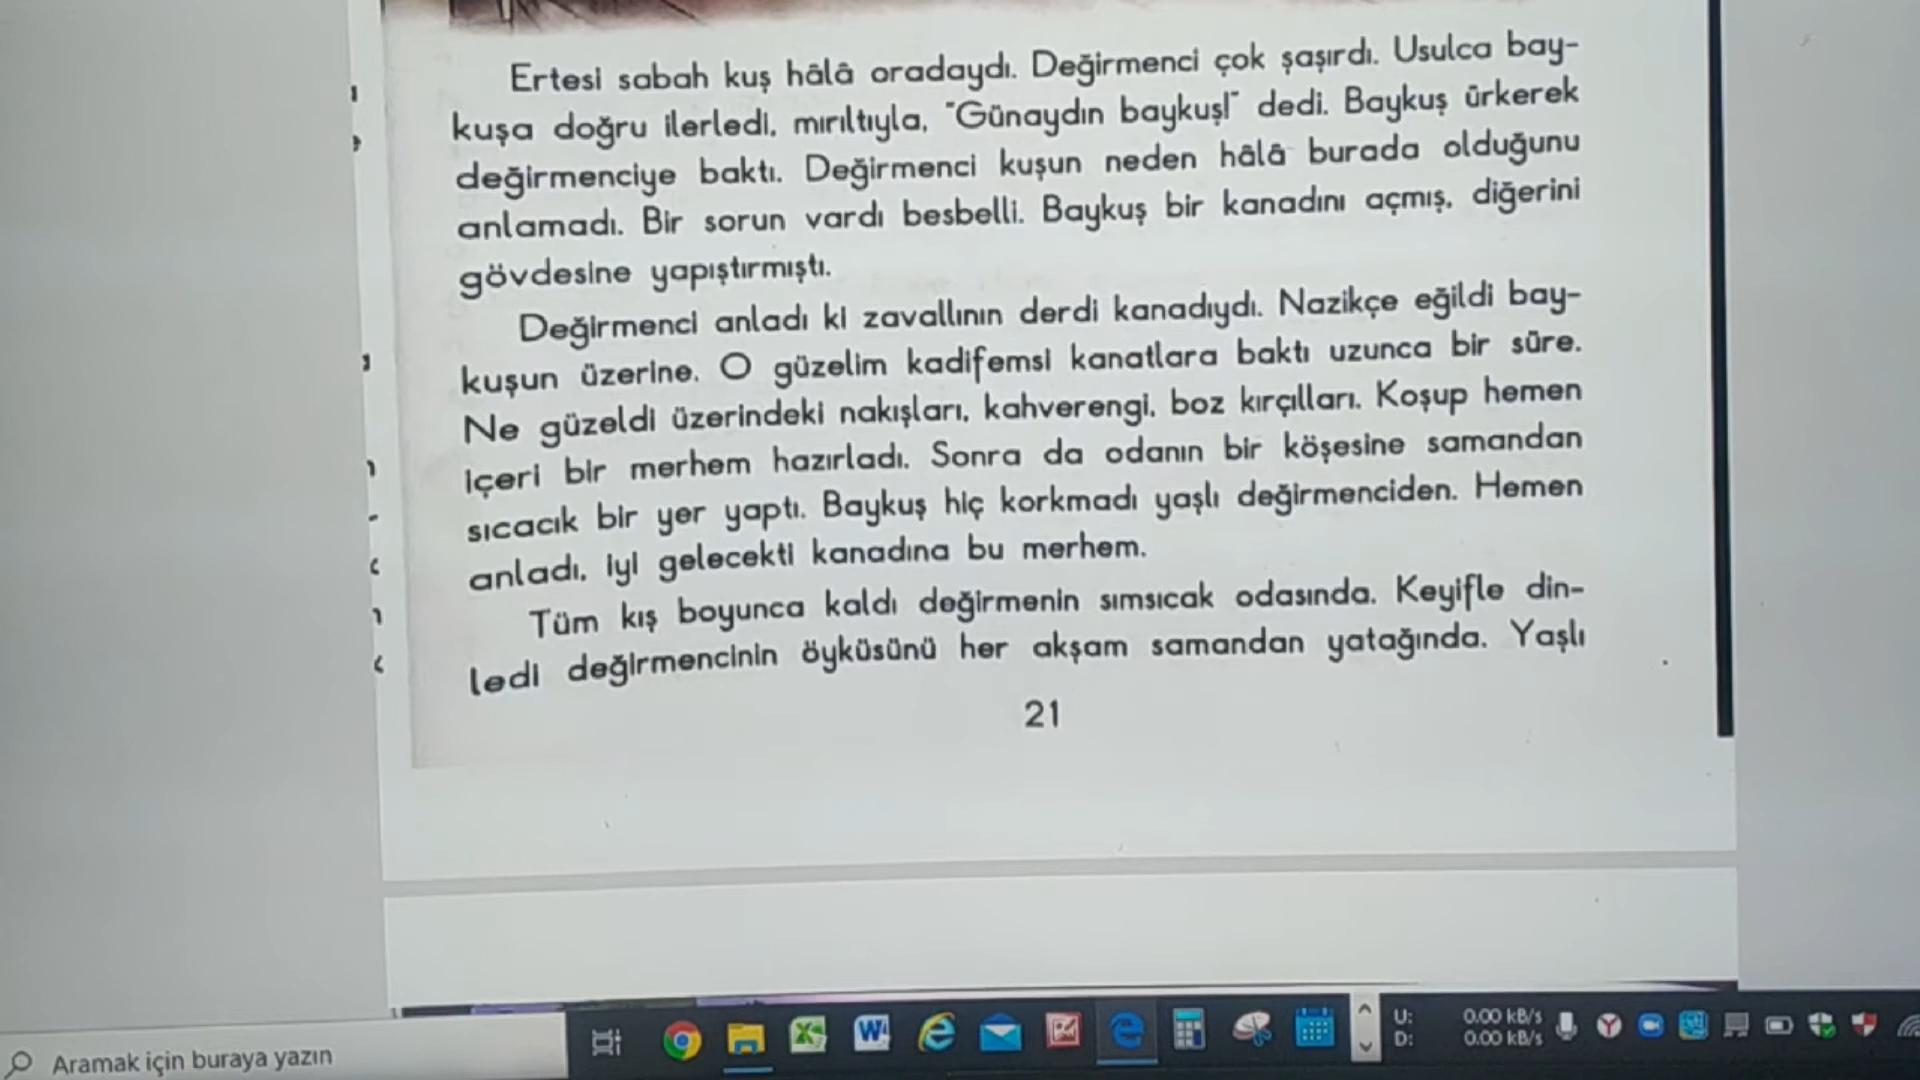 Ertesi sabah kuş hâlâ oradaydı. Değirmenci çok şaşırdı. Usulca bay-
kuşa doğru ilerledi, mırıltıyla, "Günaydın baykuş!" dedi. Baykuş ürkerek
değirmenciye baktı. Değirmenci kuşun neden hâlâ burada olduğunu
anlamadı. Bir sorun vardı besbelli. Baykuş bir kanadını açmış, diğerini
gövdesine yapıştırmıştı.
Değirmenci anladı ki zavallının derdi kanadıydı. Nazikçe eğildi bay-
kuşun üzerine. O güzelim kadifemsi kanatlara baktı uzunca bir süre.
Ne güzeldi üzerindeki nakışları, kahverengi, boz kırçılları. Koşup hemen
içeri bir merhem hazırladı. Sonra da odanın bir köşesine samandan
sıcacık bir yer yaptı. Baykuş hiç korkmadı yaşlı değirmenciden. Hemen
anladı, iyi gelecekti kanadına bu merhem.
Tüm kış boyunca kaldı değirmenin sımsıcak odasında. Keyifle din-
ledi değirmencinin öyküsünü her akşam samandan yatağında. Yaşlı
21
Aramak için buraya yazın
U: 0.00 kB/s
D: 0.00 kB/s